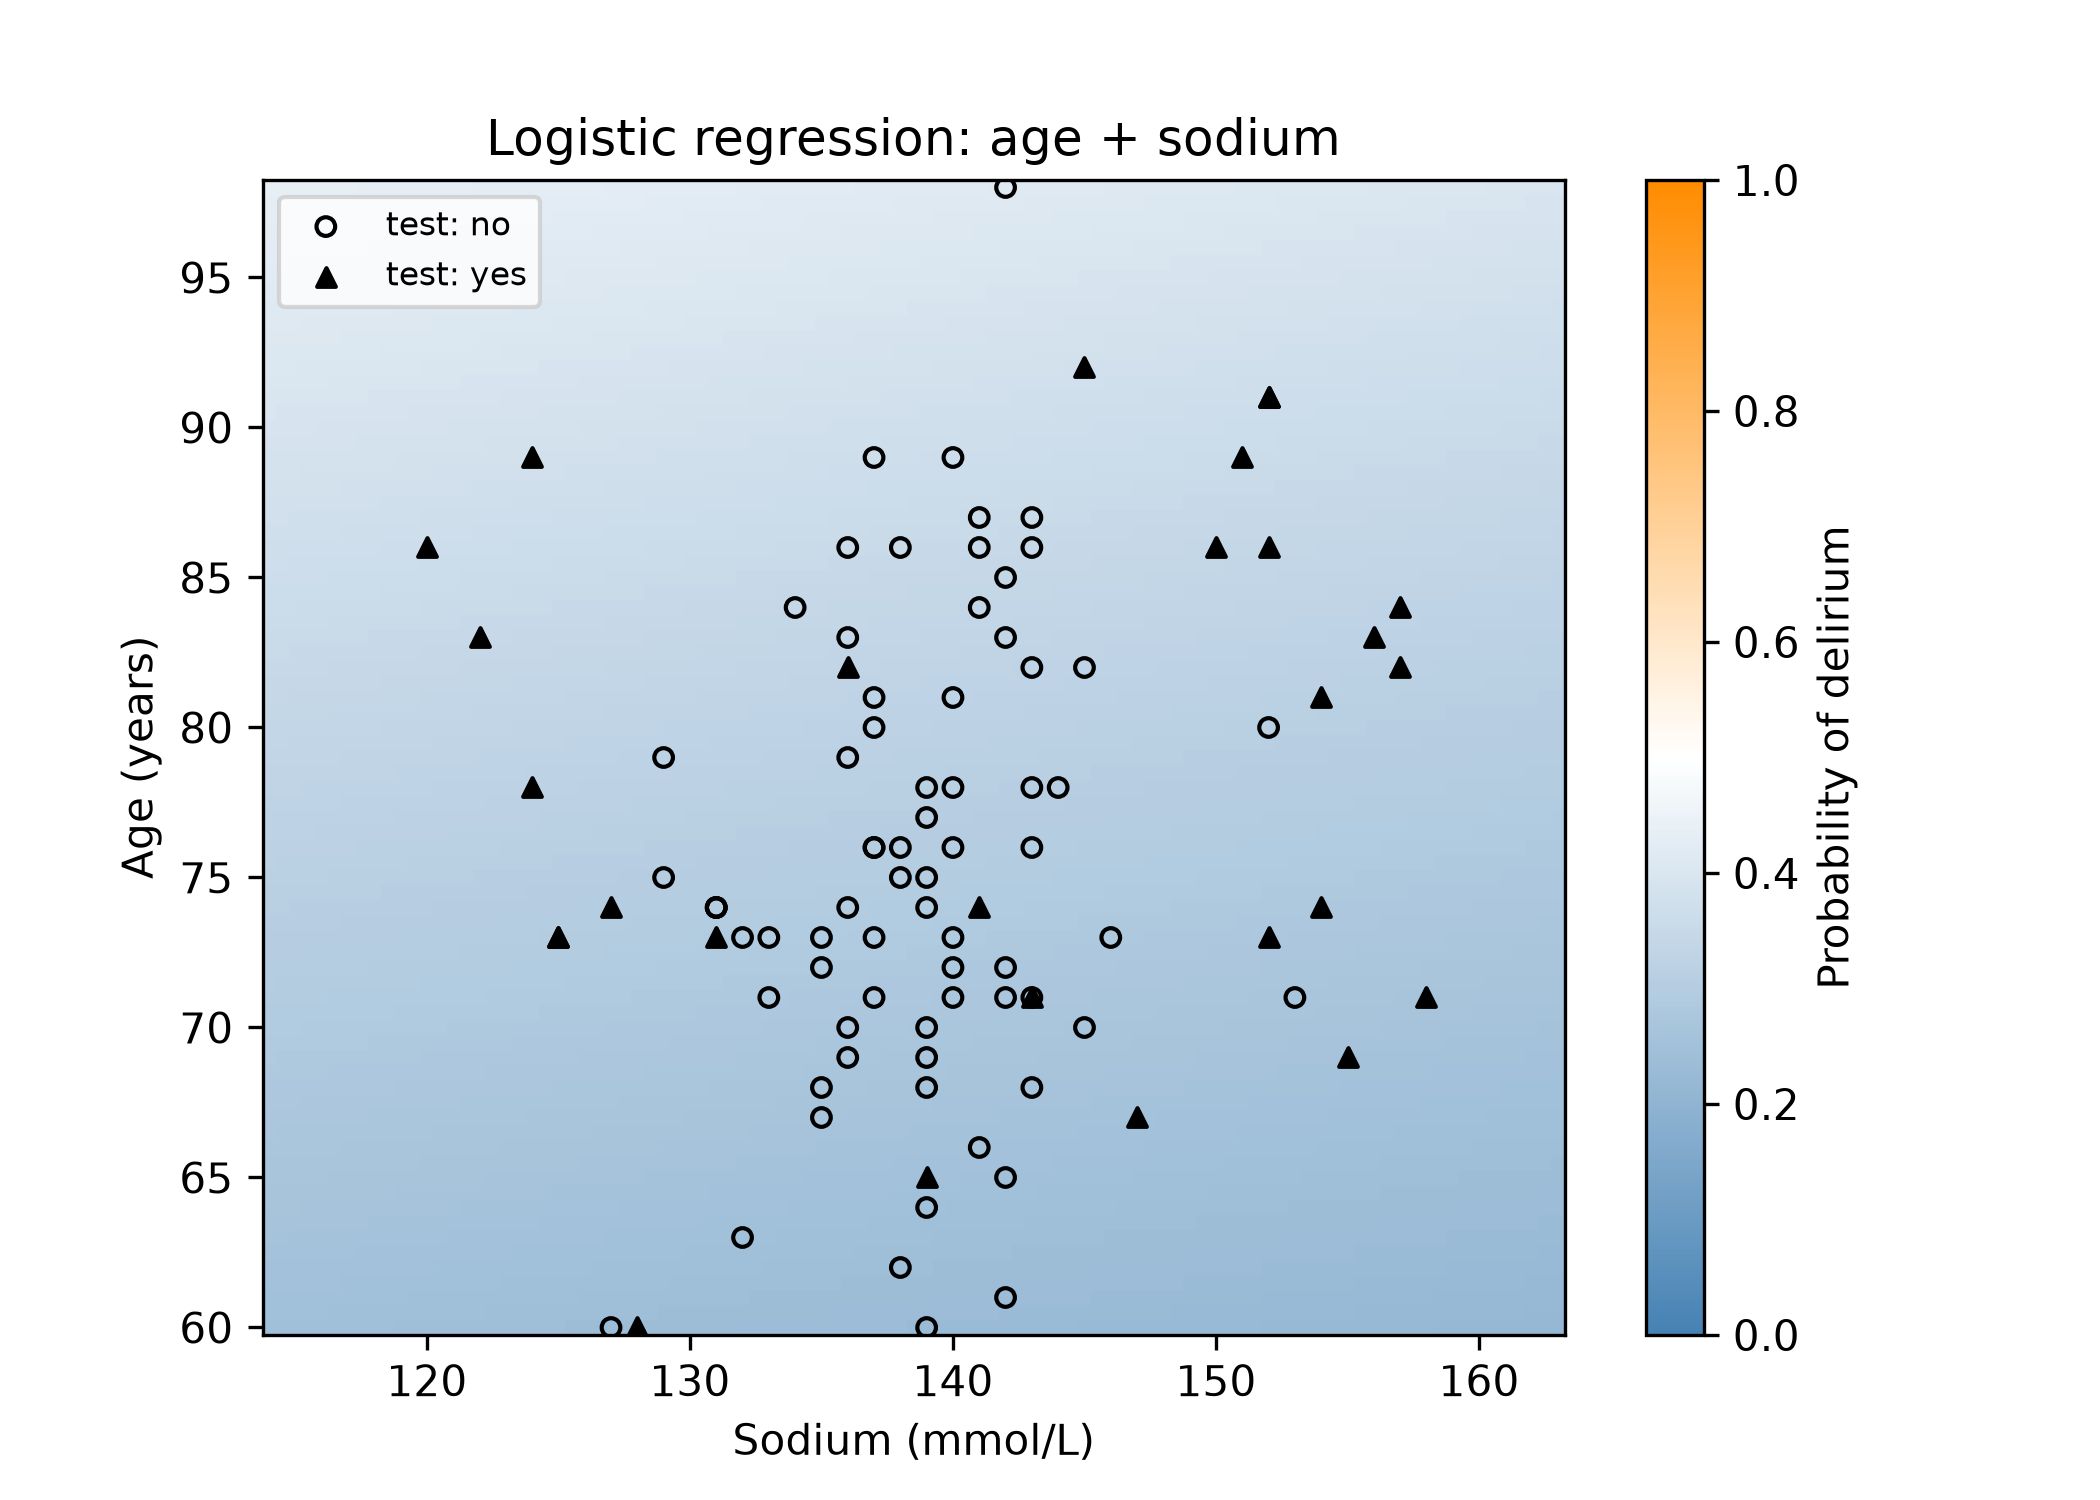 Logistic regression: age + sodium
test: no
test: yes
95
90
85
80
75
70
65
60
Age (years)
120 130 140 150 160
Sodium (mmol/L)
1.0
0.8
0.6
0.4
0.2
0.0
Probability of delirium